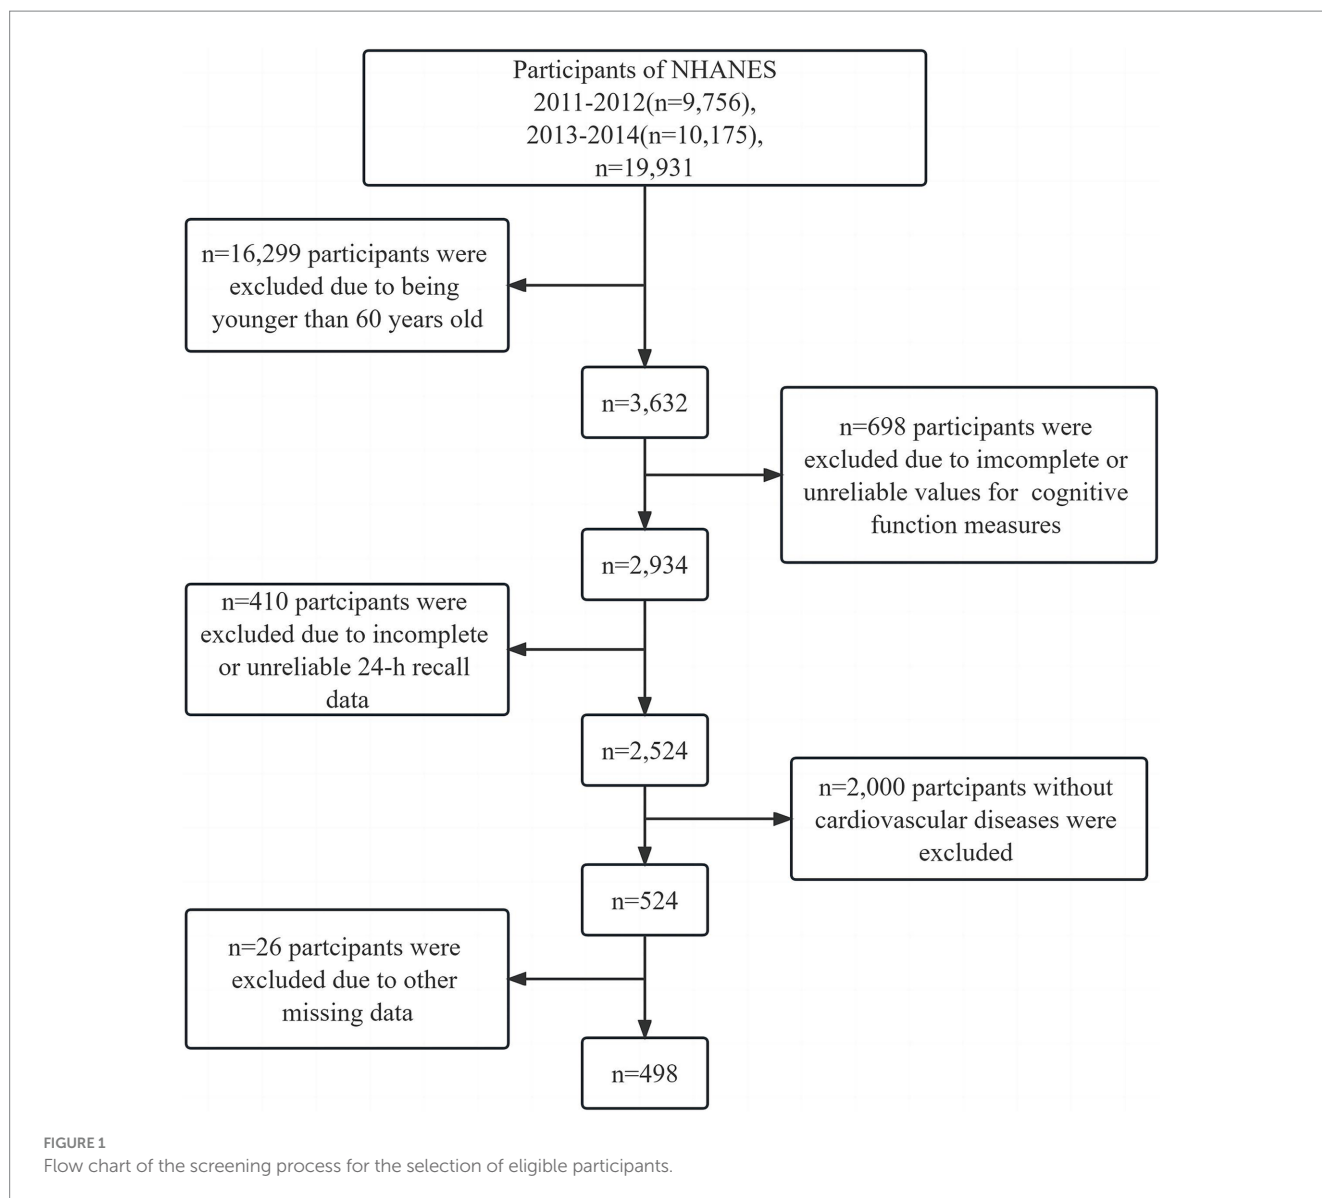 Participants of NHANES
2011-2012(n=9,756),
2013-2014(n=10,175),
n=19,931
n=16,299 participants were
excluded due to being
younger than 60 years old
n=3,632
n=698 participants were
excluded due to imcomplete or
unreliable values for cognitive
function measures
n=2,934
n=410 partcipants were
excluded due to incomplete
or unreliable 24-h recall
data
n=2,524
n=2,000 partcipants without
cardiovascular diseases were
excluded
n=524
n=26 partcipants were
excluded due to other
missing data
n=498
FIGURE 1
Flow chart of the screening process for the selection of eligible participants.